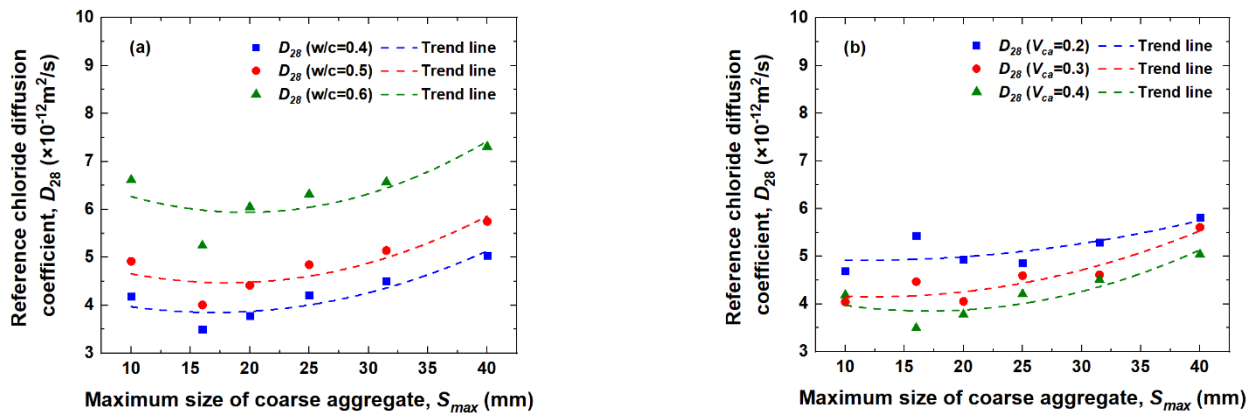 Reference chloride diffusion
coefficient, D28 (×10-12m2/s)
10
9
8
7
6
5
4
3
(a)
D28 (w/c=0.4) Trend line
D28 (w/c=0.5) Trend line
D28 (w/c=0.6) Trend line
10 15 20 25 30 35 40
Maximum size of coarse aggregate, Smax (mm)
Reference chloride diffusion
coefficient, D28 (×10-12m2/s)
10
9
8
7
6
5
4
3
(b)
D28 (Vca=0.2) Trend line
D28 (Vca=0.3) Trend line
D28 (Vca=0.4) Trend line
10 15 20 25 30 35 40
Maximum size of coarse aggregate, Smax (mm)